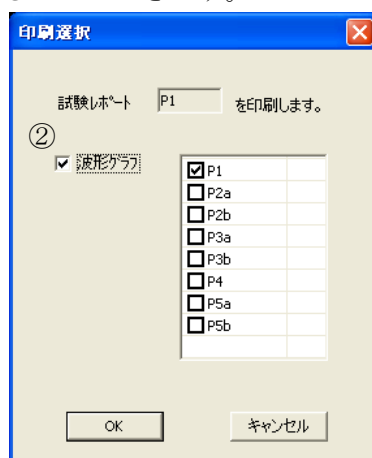 印刷選択
試験レポート P1 を印刷します。
②
波形グラフ
P1
P2a
P2b
P3a
P3b
P4
P5a
P5b
OK キャンセル